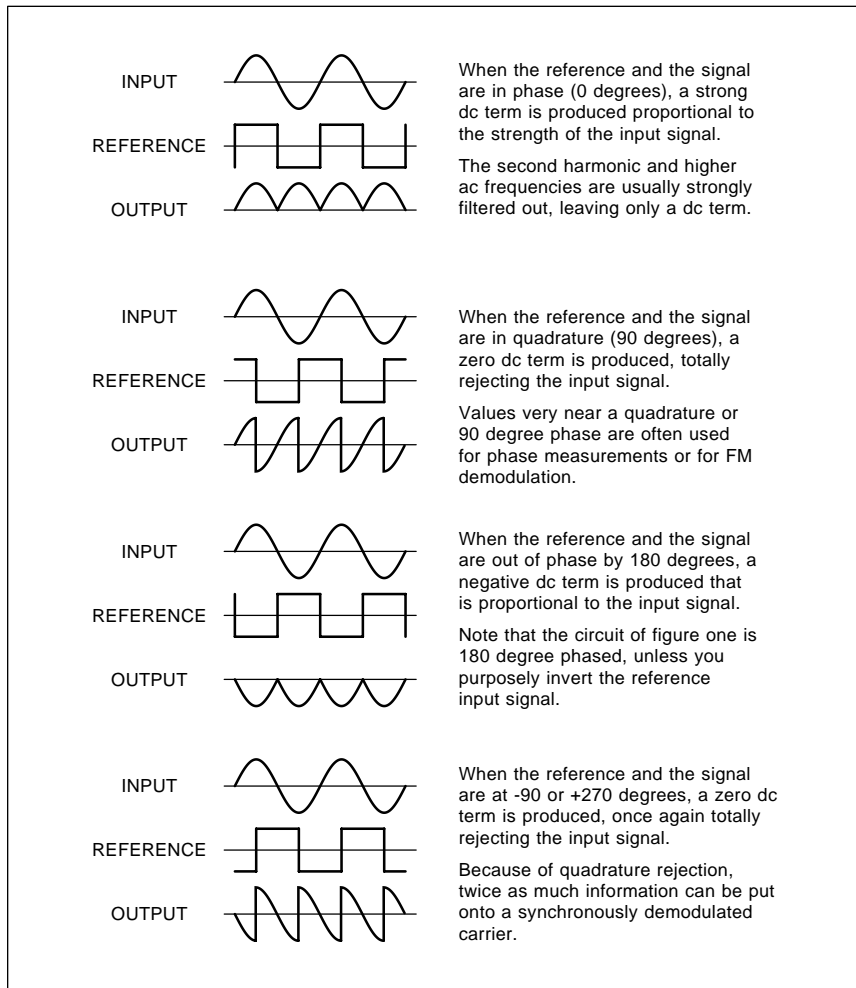 INPUT
REFERENCE
OUTPUT
When the reference and the signal
are in phase (0 degrees), a strong
dc term is produced proportional to
the strength of the input signal.
The second harmonic and higher
ac frequencies are usually strongly
filtered out, leaving only a dc term.
INPUT
REFERENCE
OUTPUT
When the reference and the signal
are in quadrature (90 degrees), a
zero dc term is produced, totally
rejecting the input signal.
Values very near a quadrature or
90 degree phase are often used
for phase measurements or for FM
demodulation.
INPUT
REFERENCE
OUTPUT
When the reference and the signal
are out of phase by 180 degrees, a
negative dc term is produced that
is proportional to the input signal.
Note that the circuit of figure one is
180 degree phased, unless you
purposely invert the reference
input signal.
INPUT
REFERENCE
OUTPUT
When the reference and the signal
are at -90 or +270 degrees, a zero dc
term is produced, once again totally
rejecting the input signal.
Because of quadrature rejection,
twice as much information can be put
onto a synchronously demodulated
carrier.